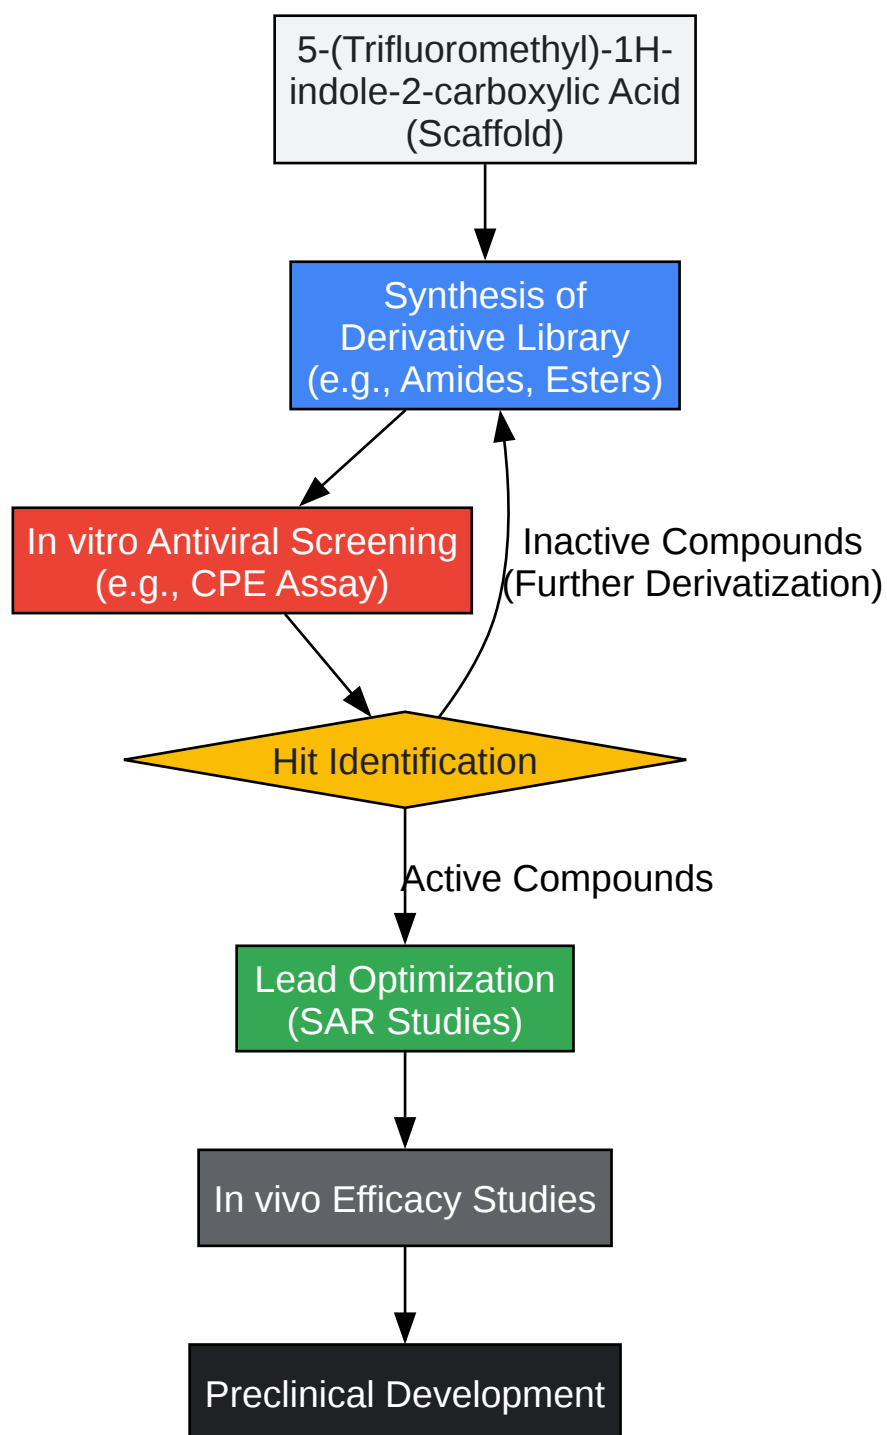 5-(Trifluoromethyl)-1H-
indole-2-carboxylic Acid
(Scaffold)
Synthesis of
Derivative Library
(e.g., Amides, Esters)
In vitro Antiviral Screening
(e.g., CPE Assay)
Inactive Compounds
(Further Derivatization)
Hit Identification
Active Compounds
Lead Optimization
(SAR Studies)
In vivo Efficacy Studies
Preclinical Development